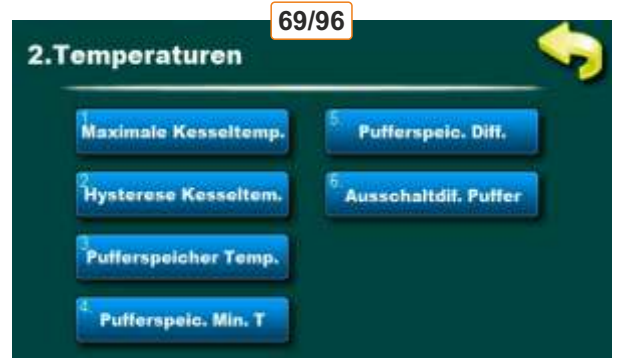 69/96
2.Temperaturen
1.
Maximale Kesseltemp.
2.
Hysterese Kesseltem.
3.
Pufferspeicher Temp.
4.
Pufferspeic. Min. T
5.
Pufferspeic. Diff.
6.
Ausschaltdif. Puffer